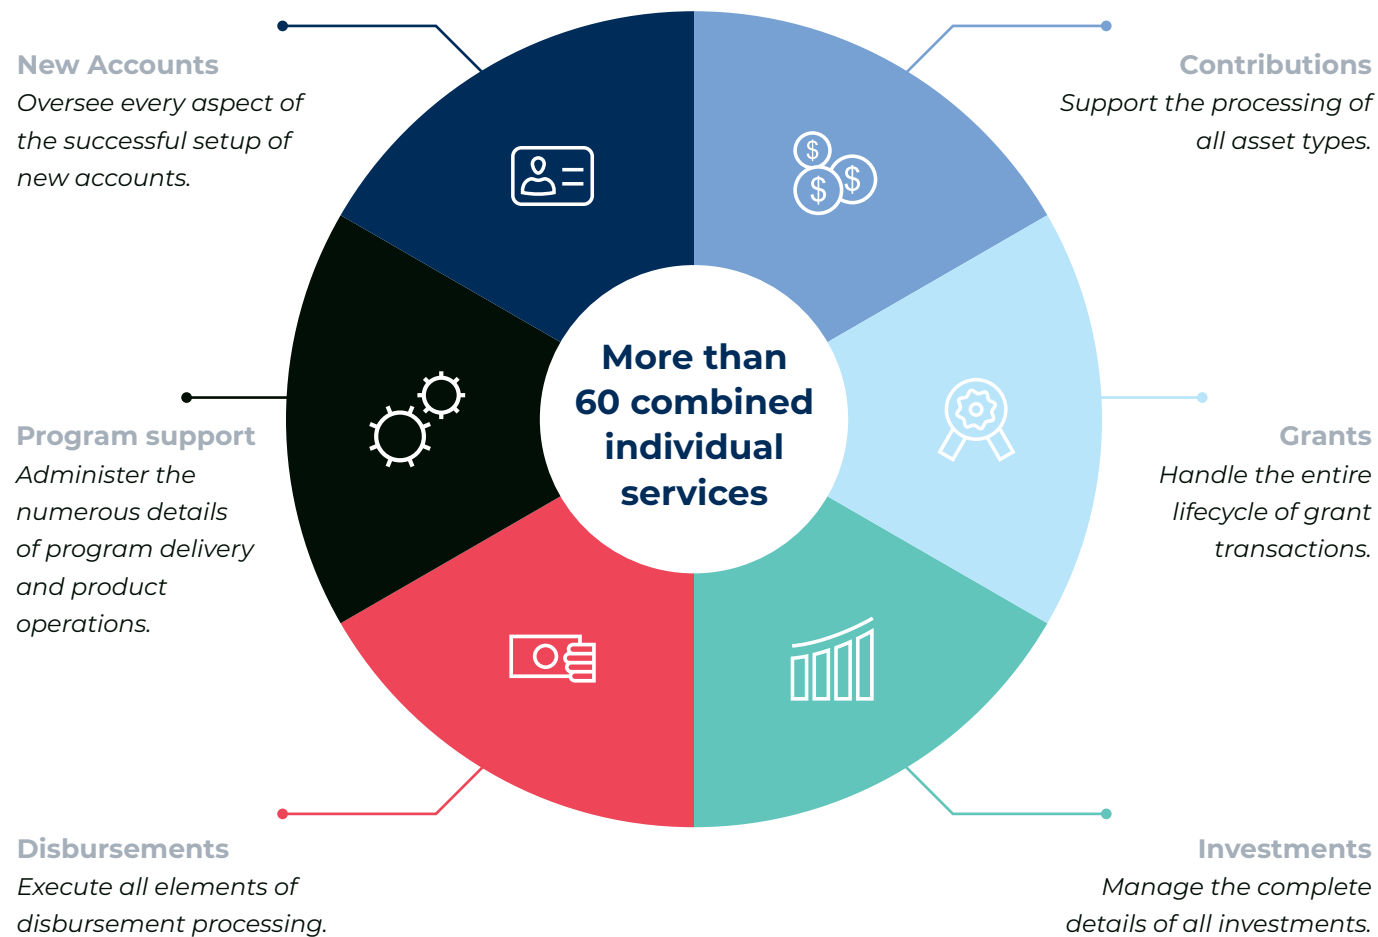 New Accounts
Oversee every aspect of
the successful setup of
new accounts.
Contributions
Support the processing of
all asset types.
$
$
$
More than
60 combined
individual
services
Program support
Administer the
numerous details
of program delivery
and product
operations.
Grants
Handle the entire
lifecycle of grant
transactions.
Disbursements
Execute all elements of
disbursement processing.
Investments
Manage the complete
details of all investments.